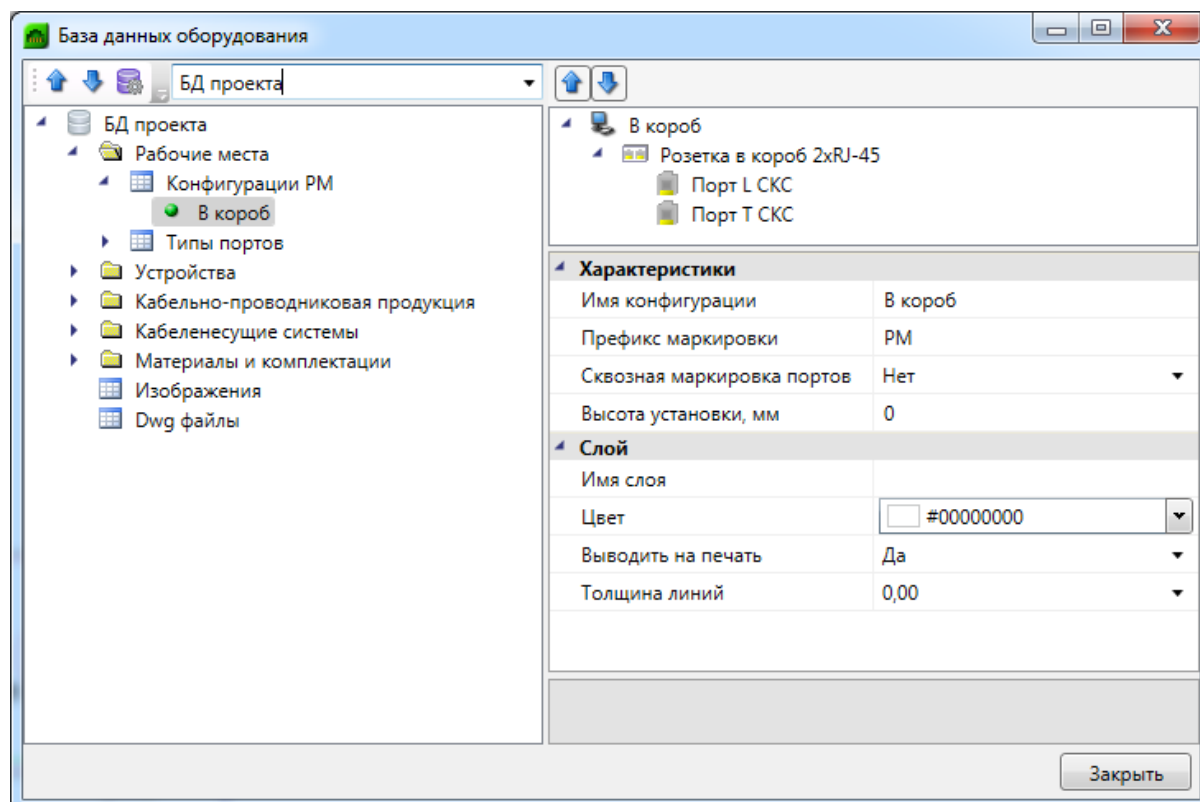 База данных оборудования
БД проекта
БД проекта
Рабочие места
Конфигурации РМ
В короб
Типы портов
Устройства
Кабельно-проводниковая продукция
Кабеленесущие системы
Материалы и комплектации
Изображения
Dwg файлы
В короб
Розетка в короб 2xRJ-45
Порт L СКС
Порт T СКС
Характеристики
Имя конфигурации В короб
Префикс маркировки РМ
Сквозная маркировка портов Нет
Высота установки, мм 0
Слой
Имя слоя
Цвет #00000000
Выводить на печать Да
Толщина линий 0,00
Закрыть